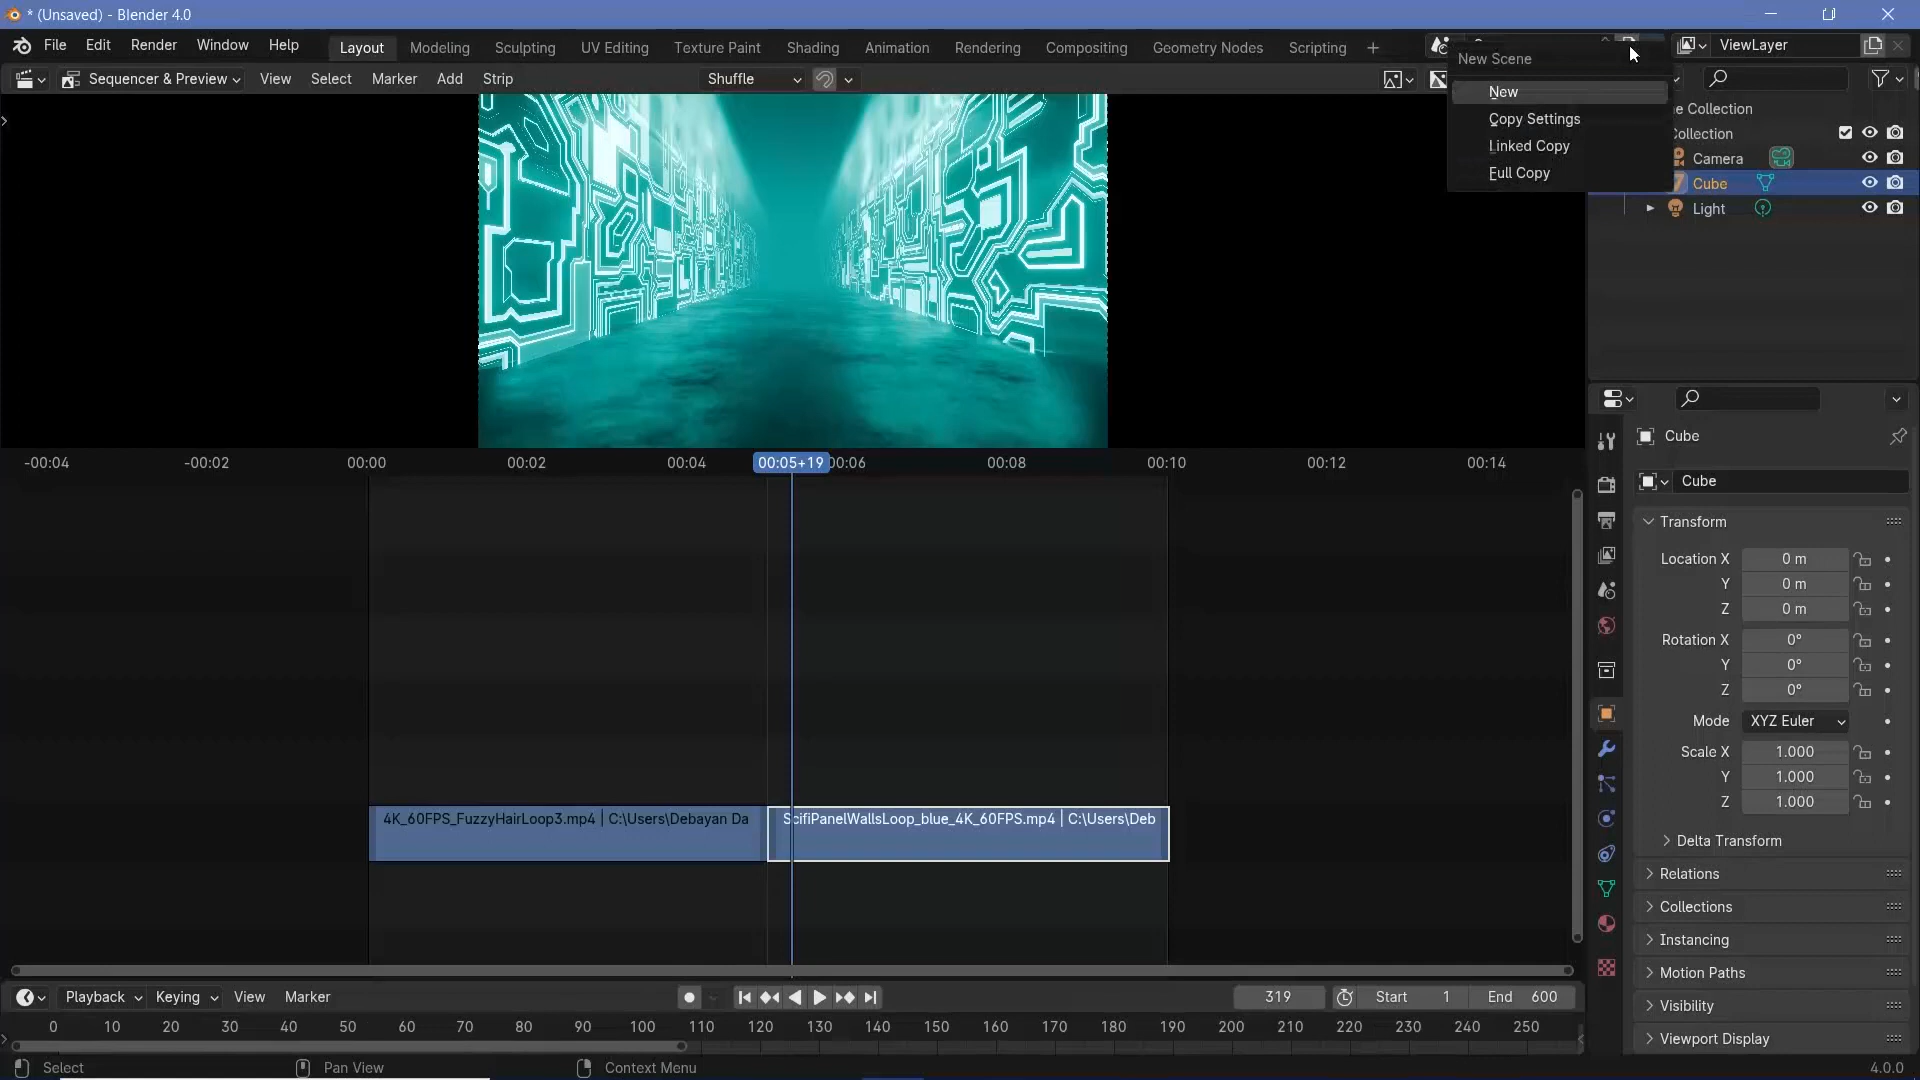 * (Unsaved) - Blender 4.0
File Edit Render Window Help
Layout Modeling Sculpting UV Editing Texture Paint Shading Animation Rendering Compositing Geometry Nodes Scripting +
ViewLayer
Sequencer & Preview View Select Marker Add Strip Shuffle
New Scene
New
Copy Settings
Linked Copy
Full Copy
e Collection
Collection
Camera
Cube
Light
Cube
Cube
Transform
Location X 0 m
Y 0 m
Z 0 m
Rotation X 0°
Y 0°
Z 0°
Mode XYZ Euler
Scale X 1.000
Y 1.000
Z 1.000
Delta Transform
Relations
Collections
Instancing
Motion Paths
Visibility
Viewport Display
-00:04 -00:02 00:00 00:02 00:04 00:05+19 00:06 00:08 00:10 00:12 00:14
4K_60FPS_FuzzyHairLoop3.mp4 | C:\Users\Debayan Da
ScifiPanelWallsLoop_blue_4K_60FPS.mp4 | C:\Users\Deb
Playback Keying View Marker 319 Start 1 End 600
0 10 20 30 40 50 60 70 80 90 100 110 120 130 140 150 160 170 180 190 200 210 220 230 240 250
Select Pan View Context Menu 4.0.0